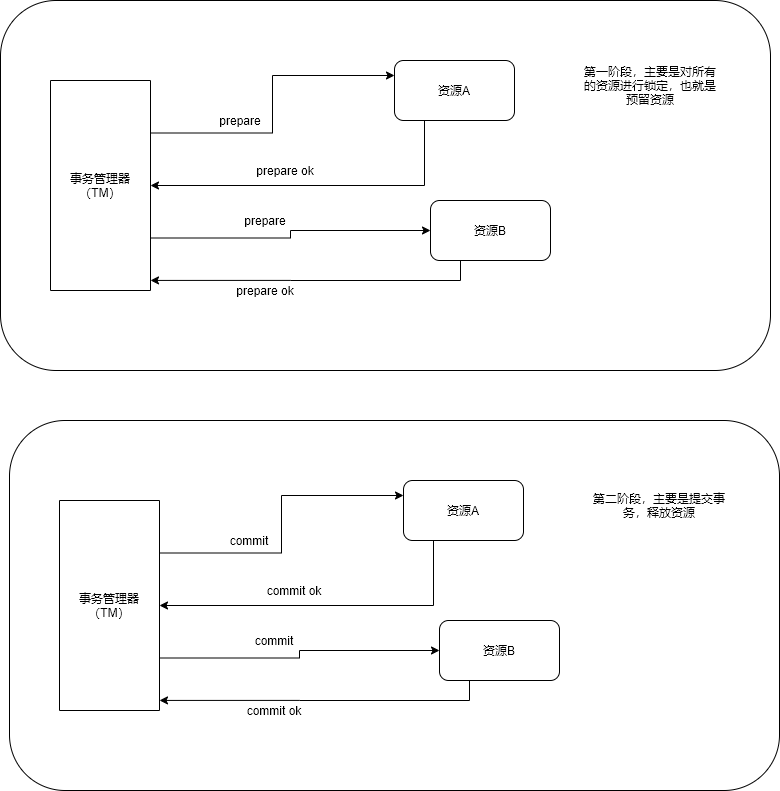 资源A
第一阶段，主要是对所有
的资源进行锁定，也就是
预留资源
prepare
prepare ok
事务管理器
（TM）
prepare
资源B
prepare ok
资源A
第二阶段，主要是提交事
务，释放资源
commit
commit ok
事务管理器
（TM）
commit
资源B
commit ok